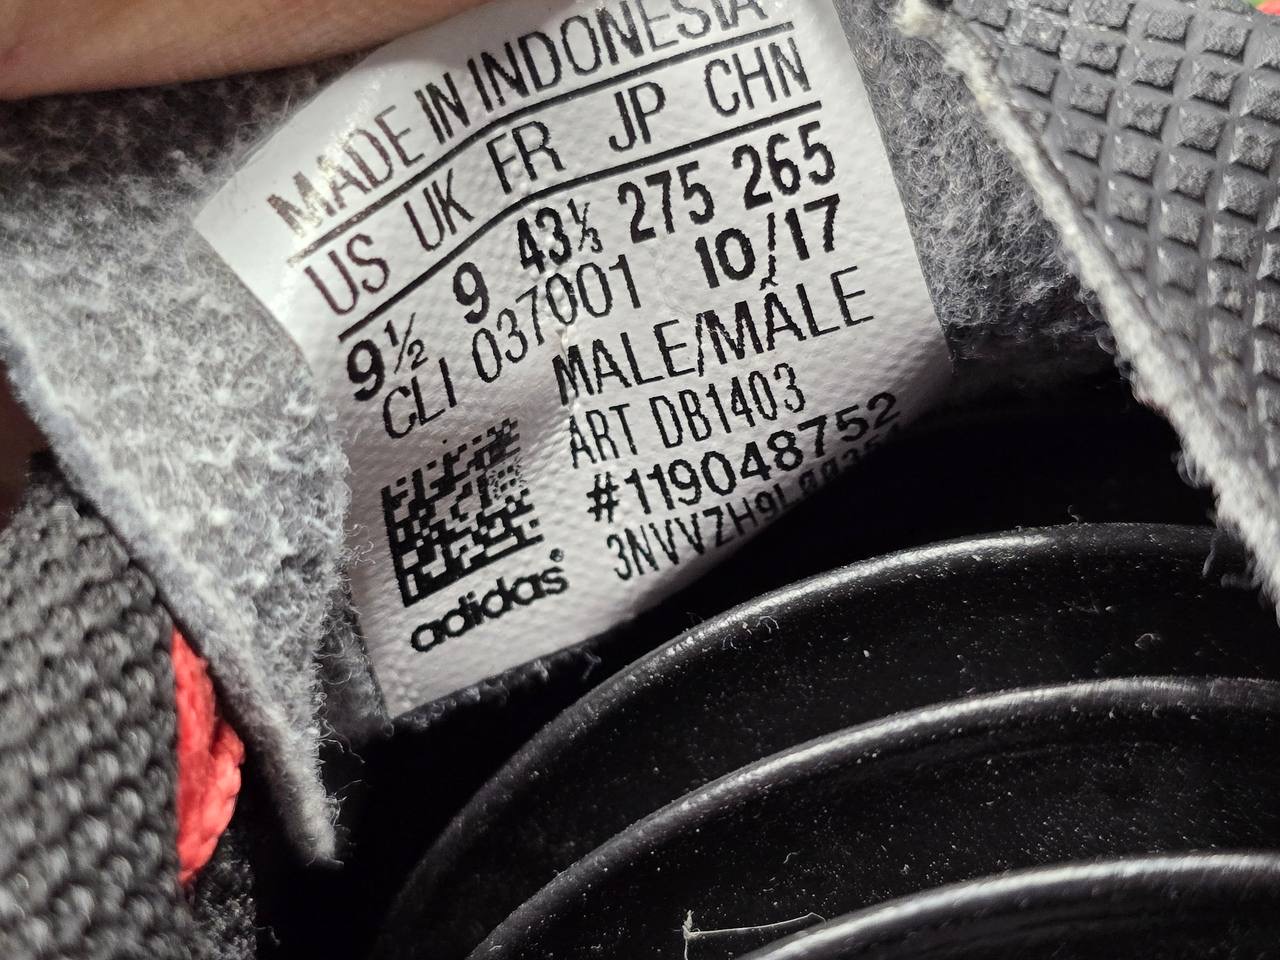 MADE IN INDONESIA
US UK FR JP CHN
9½ 9 43⅓ 275 265
CLI 037001 10/17
MALE/MÂLE
ART DB1403
#119048752
adidas®